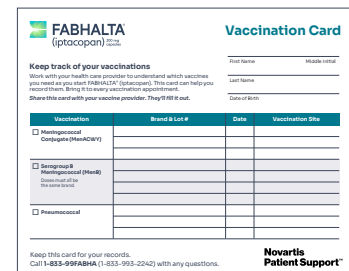 FABHALTA®
(iptacopan) 200 mg capsules
Vaccination Card
Keep track of your vaccinations
Work with your health care provider to understand which vaccines
you need as you start FABHALTA® (iptacopan). This card can help you
record them. Bring it to every vaccination appointment.
Share this card with your vaccine provider. They'll fill it out.
First Name Middle Initial
Last Name
Date of Birth
Vaccination Brand & Lot # Date Vaccination Site
Meningococcal
Conjugate (MenACWY)
Serogroup B
Meningococcal (MenB)
Doses must all be
the same brand.
Pneumococcal
Keep this card for your records.
Call 1-833-99FABHA (1-833-993-2242) with any questions.
Novartis
Patient Support™